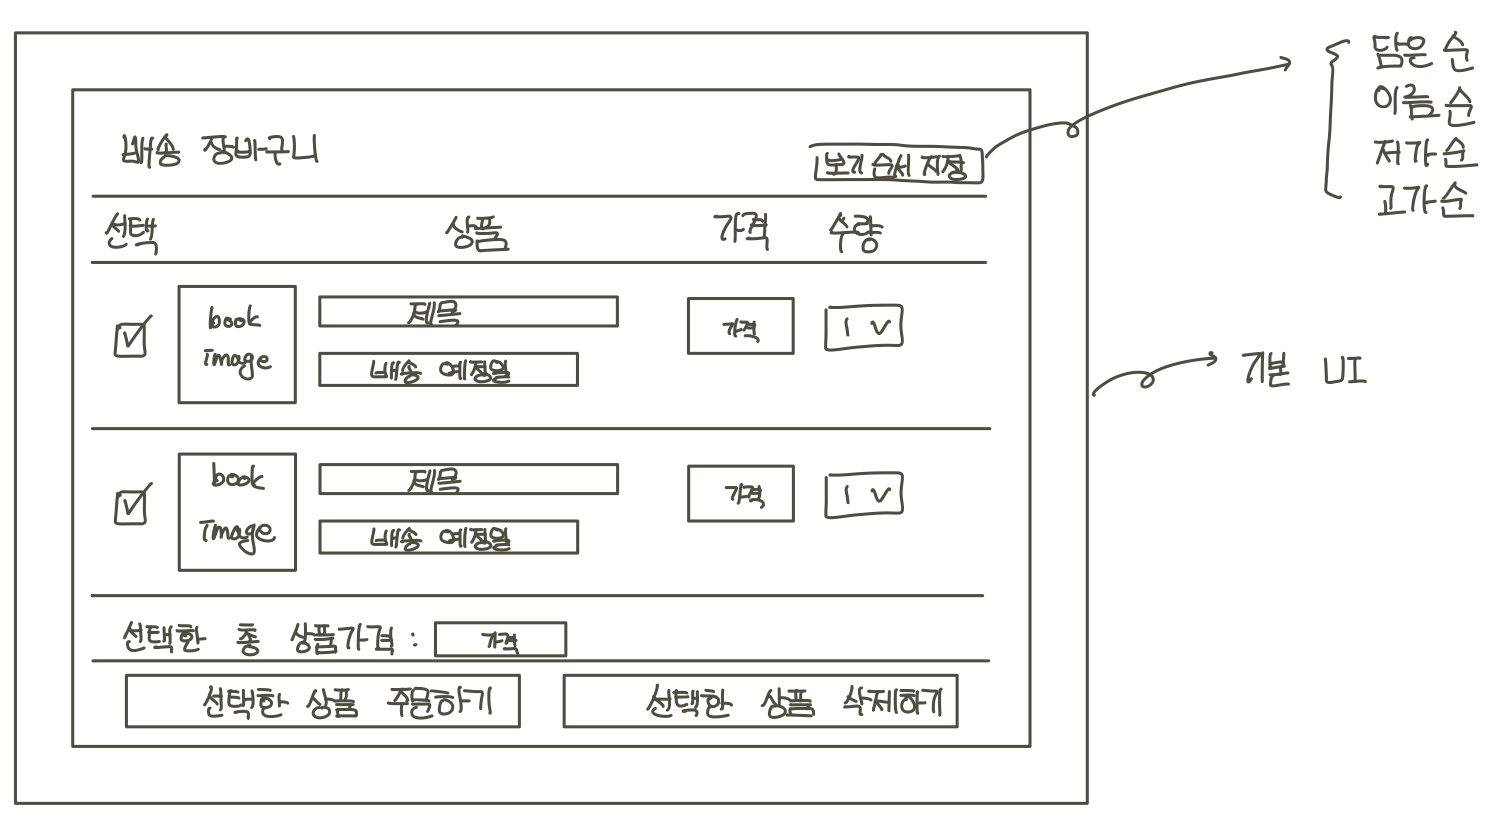 배송 장바구니
보기 순서 지정
담은 순
이름순
저가순
고가순
선택 상품 가격 수량
book
image
제목
배송 예정일
가격
1 v
기본 UI
book
image
제목
배송 예정일
가격
1 v
선택한 총 상품가격 : 가격
선택한 상품 주문하기
선택한 상품 삭제하기